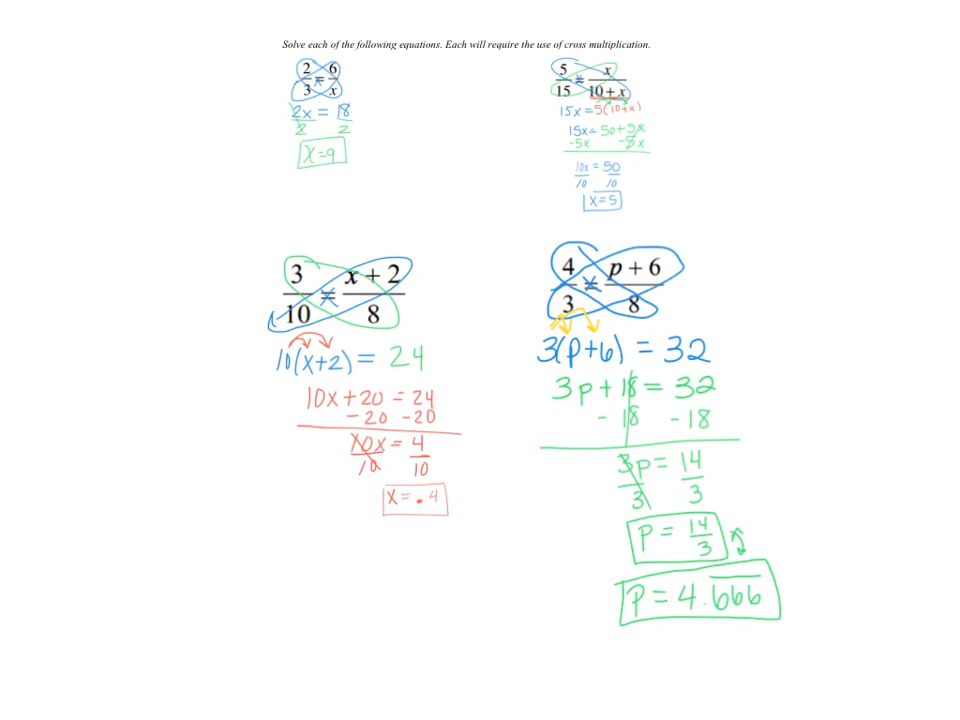 Solve each of the following equations. Each will require the use of cross multiplication.
2/3 = 6/x
2x = 18
2 2
x = 9
5/15 = x/(10 + x)
15x = 5(10+x)
15x = 50 + 5x
-5x -5x
10x = 50
10 10
x = 5
3/10 = (x + 2)/8
10(x+2) = 24
10x + 20 = 24
- 20 - 20
10x = 4
10 10
x = .4
4/3 = (p + 6)/8
3(p+6) = 32
3p + 18 = 32
- 18 - 18
3p = 14
3 3
p = 14/3
p = 4.666